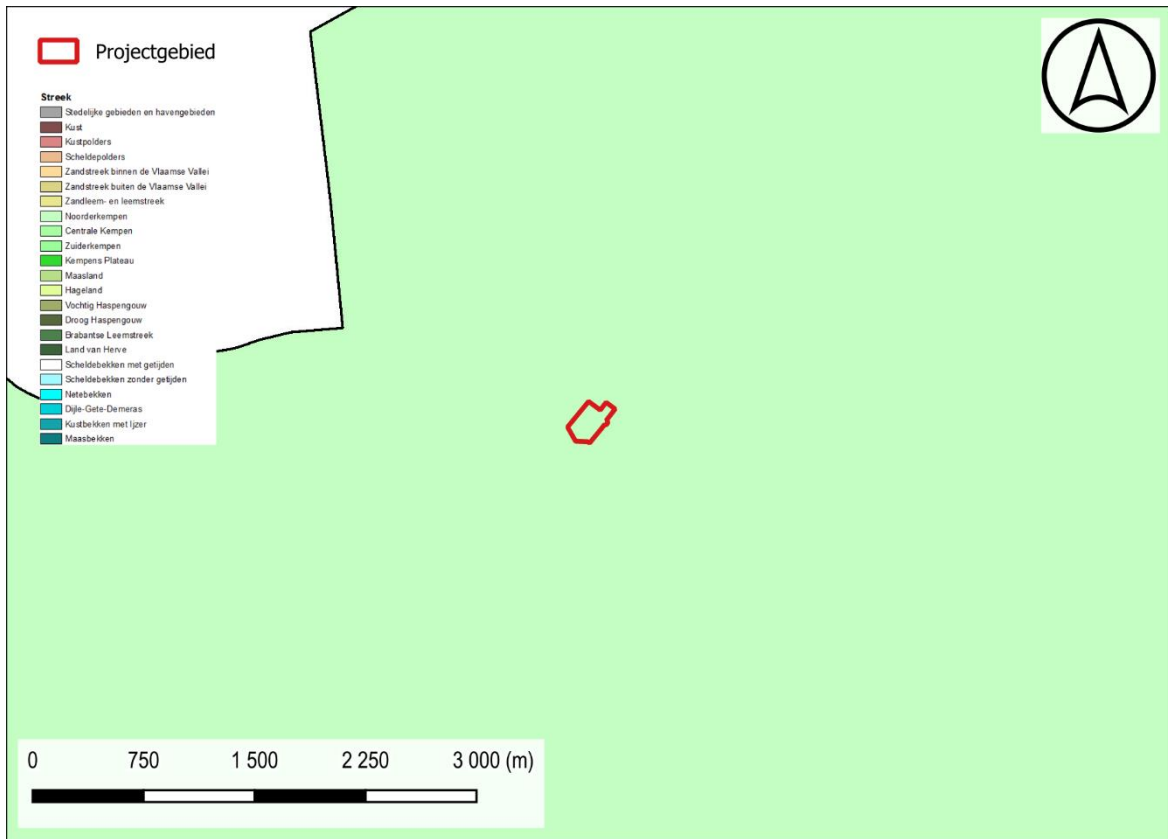 Projectgebied
Streek
Stedelijke gebieden en havengebieden
Kust
Kustpolders
Scheldepolders
Zandstreek binnen de Vlaamse Vallei
Zandstreek buiten de Vlaamse Vallei
Zandleem- en leemstreek
Noorderkempen
Centrale Kempen
Zuiderkempen
Kempens Plateau
Maasland
Hageland
Vochtig Haspengouw
Droog Haspengouw
Brabantse Leemstreek
Land van Herve
Scheldebekken met getijden
Scheldebekken zonder getijden
Netebekken
Dijle-Gete-Demeras
Kustbekken met Ijzer
Maasbekken
0 750 1 500 2 250 3 000 (m)